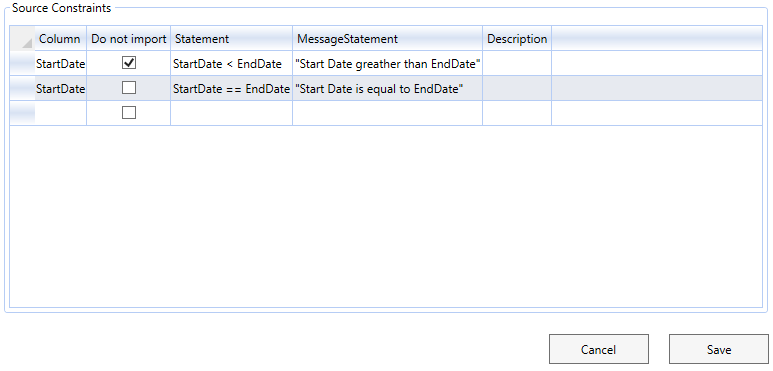 Source Constraints
Column Do not import Statement MessageStatement Description
StartDate StartDate < EndDate "Start Date greather than EndDate"
StartDate StartDate == EndDate "Start Date is equal to EndDate"
Cancel Save